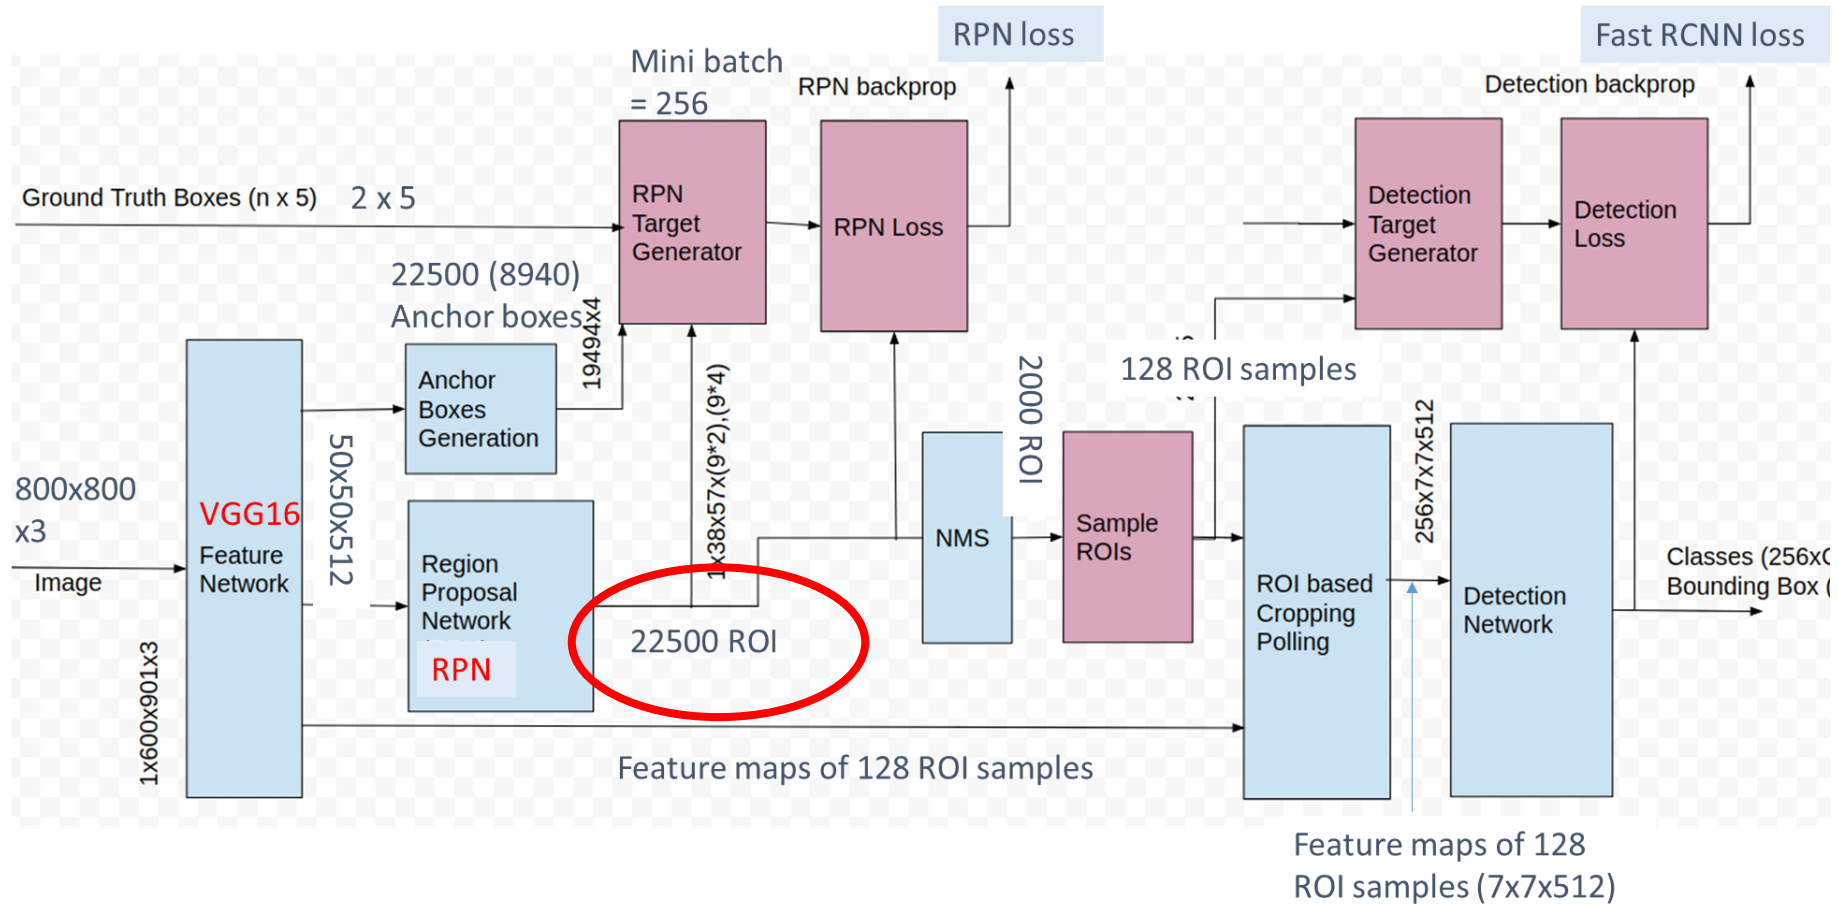 RPN loss
Fast RCNN loss
Mini batch
= 256
RPN backprop
Detection backprop
Ground Truth Boxes (n x 5)
2 x 5
RPN
Target
Generator
RPN Loss
Detection
Target
Generator
Detection
Loss
22500 (8940)
Anchor boxes
19494x4
Anchor
Boxes
Generation
1x38x57x(9*2),(9*4)
2000 ROI
128 ROI samples
50x50x512
256x7x7x512
800x800
x3
Image
VGG16
Feature
Network
Region
Proposal
Network
RPN
22500 ROI
NMS
Sample
ROIs
ROI based
Cropping
Polling
Detection
Network
Classes (256xC
Bounding Box (
1x600x901x3
Feature maps of 128 ROI samples
Feature maps of 128
ROI samples (7x7x512)